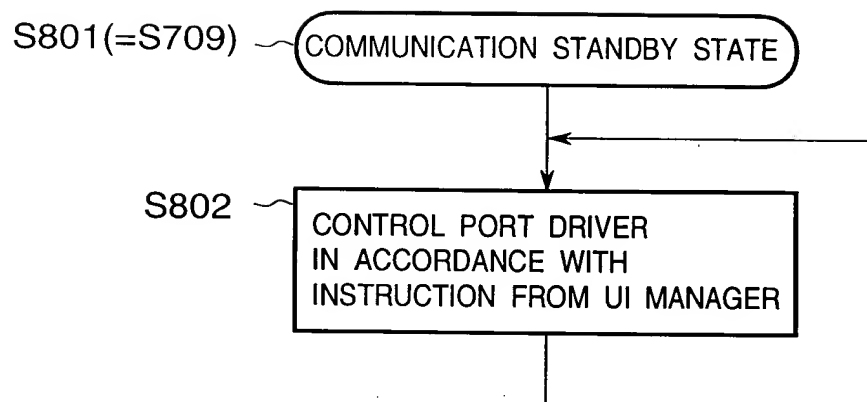 S801(=S709)
COMMUNICATION STANDBY STATE
S802
CONTROL PORT DRIVER
IN ACCORDANCE WITH
INSTRUCTION FROM UI MANAGER